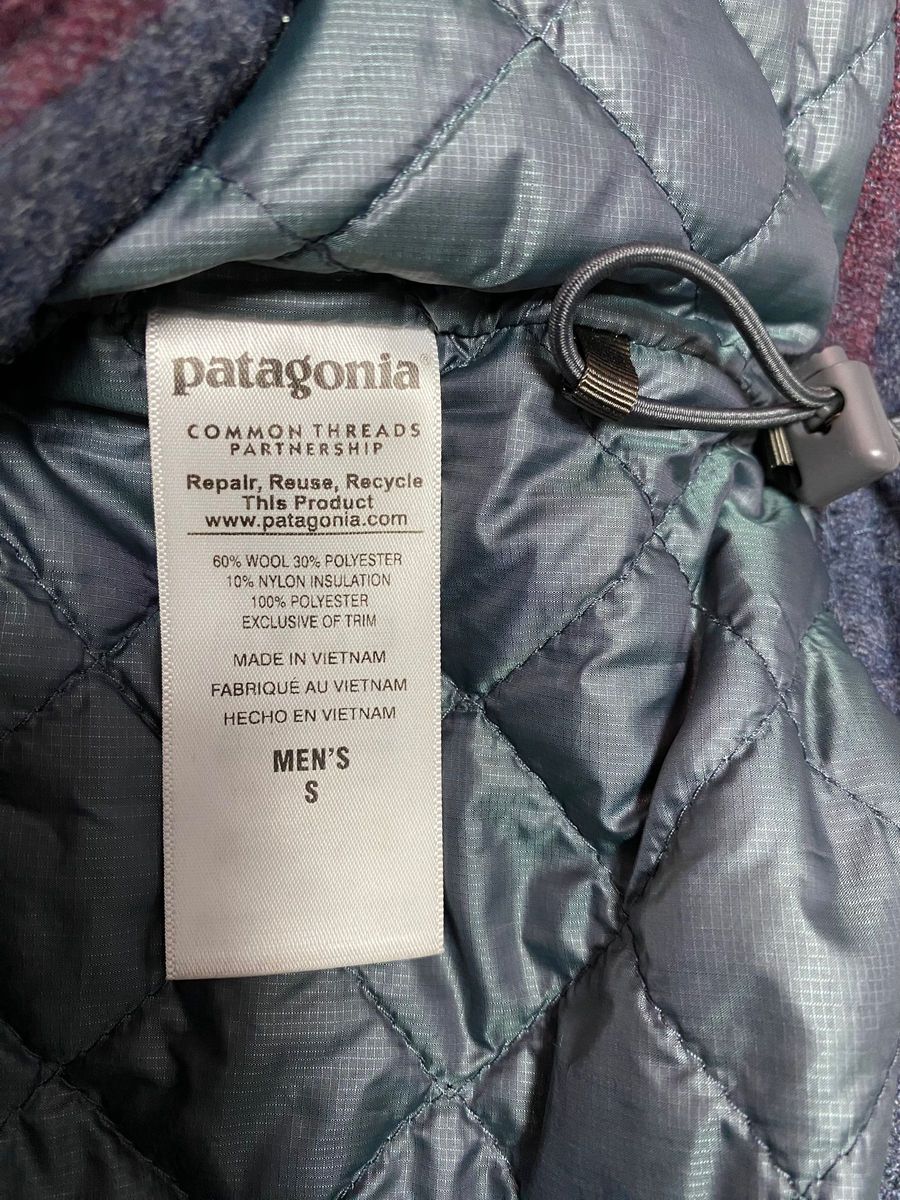 patagonia®
COMMON THREADS
PARTNERSHIP
Repair, Reuse, Recycle
This Product
www.patagonia.com
60% WOOL 30% POLYESTER
10% NYLON INSULATION
100% POLYESTER
EXCLUSIVE OF TRIM
MADE IN VIETNAM
FABRIQUÉ AU VIETNAM
HECHO EN VIETNAM
MEN'S
S